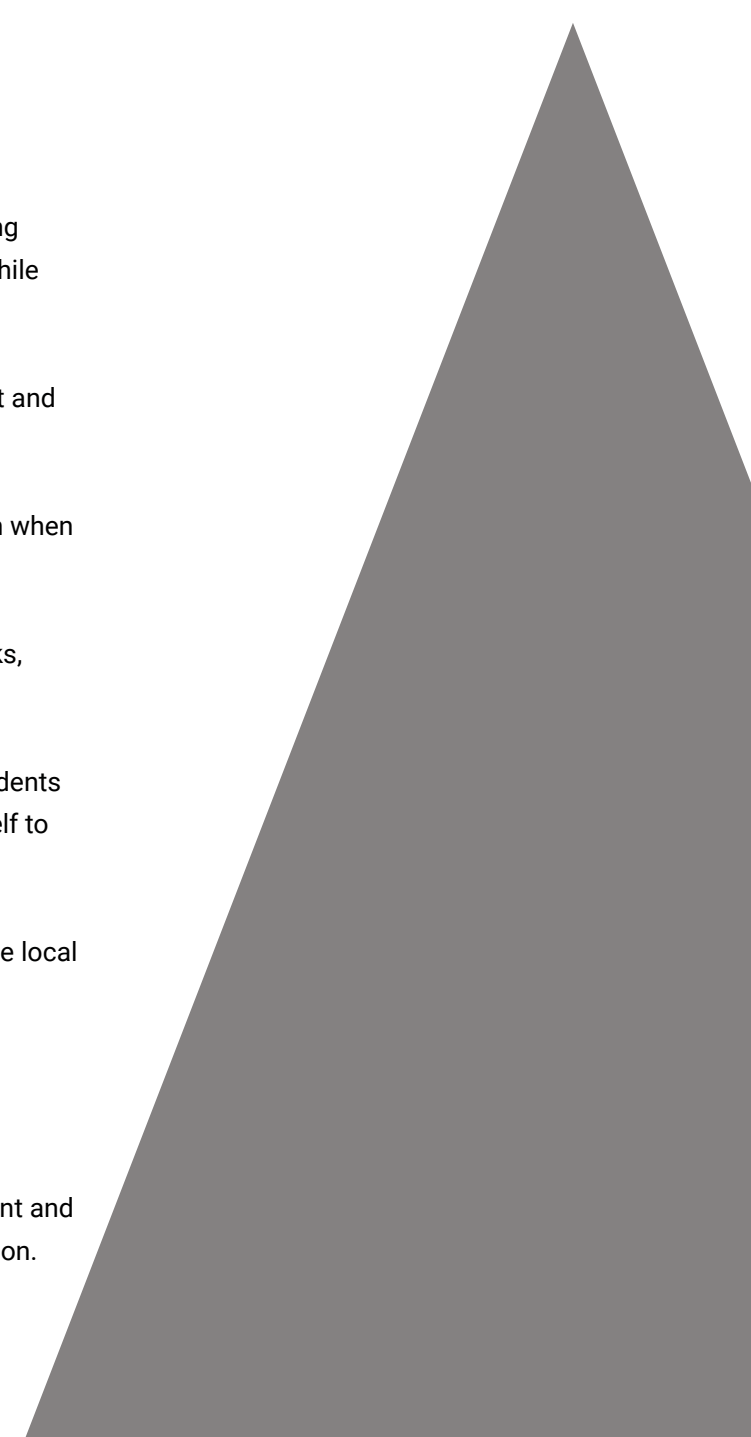 ng
hile
t and
when
ks,
dents
elf to
e local
nt and
on.